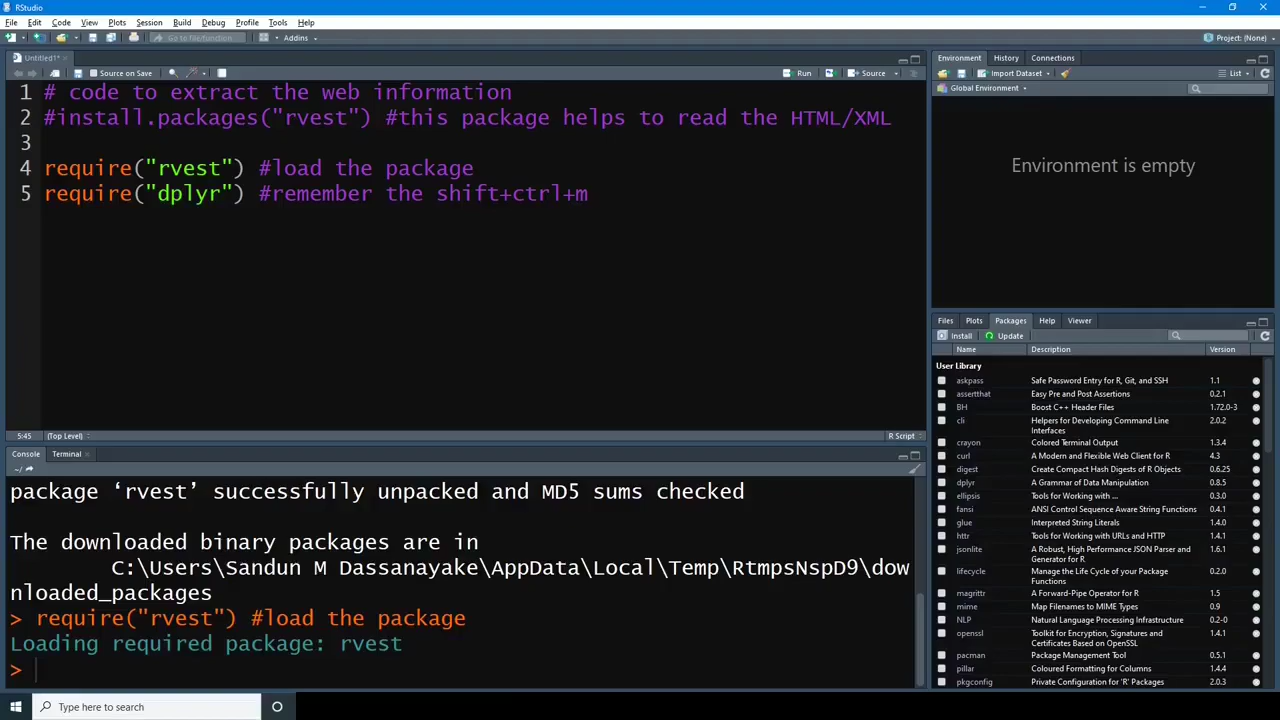 RStudio
File Edit Code View Plots Session Build Debug Profile Tools Help
Go to file/function Addins Project: (None)
Untitled1*
Source on Save Run Source
1 # code to extract the web information
2 #install.packages("rvest") #this package helps to read the HTML/XML
3
4 require("rvest") #load the package
5 require("dplyr") #remember the shift+ctrl+m
5:45 (Top Level) R Script
Console Terminal
~/
package ‘rvest’ successfully unpacked and MD5 sums checked
The downloaded binary packages are in
C:\Users\Sandun M Dassanayake\AppData\Local\Temp\RtmpsNspD9\dow
nloaded_packages
> require("rvest") #load the package
Loading required package: rvest
>
Environment History Connections
Import Dataset List
Global Environment
Environment is empty
Files Plots Packages Help Viewer
Install Update
Name Description Version
User Library
askpass Safe Password Entry for R, Git, and SSH 1.1
assertthat Easy Pre and Post Assertions 0.2.1
BH Boost C++ Header Files 1.72.0-3
cli Helpers for Developing Command Line 2.0.2
Interfaces
crayon Colored Terminal Output 1.3.4
curl A Modern and Flexible Web Client for R 4.3
digest Create Compact Hash Digests of R Objects 0.6.25
dplyr A Grammar of Data Manipulation 0.8.5
ellipsis Tools for Working with ... 0.3.0
fansi ANSI Control Sequence Aware String Functions 0.4.1
glue Interpreted String Literals 1.4.0
httr Tools for Working with URLs and HTTP 1.4.1
jsonlite A Robust, High Performance JSON Parser and 1.6.1
Generator for R
lifecycle Manage the Life Cycle of your Package 0.2.0
Functions
magrittr A Forward-Pipe Operator for R 1.5
mime Map Filenames to MIME Types 0.9
NLP Natural Language Processing Infrastructure 0.2-0
openssl Toolkit for Encryption, Signatures and 1.4.1
Certificates Based on OpenSSL
pacman Package Management Tool 0.5.1
pillar Coloured Formatting for Columns 1.4.4
pkgconfig Private Configuration for 'R' Packages 2.0.3
Type here to search